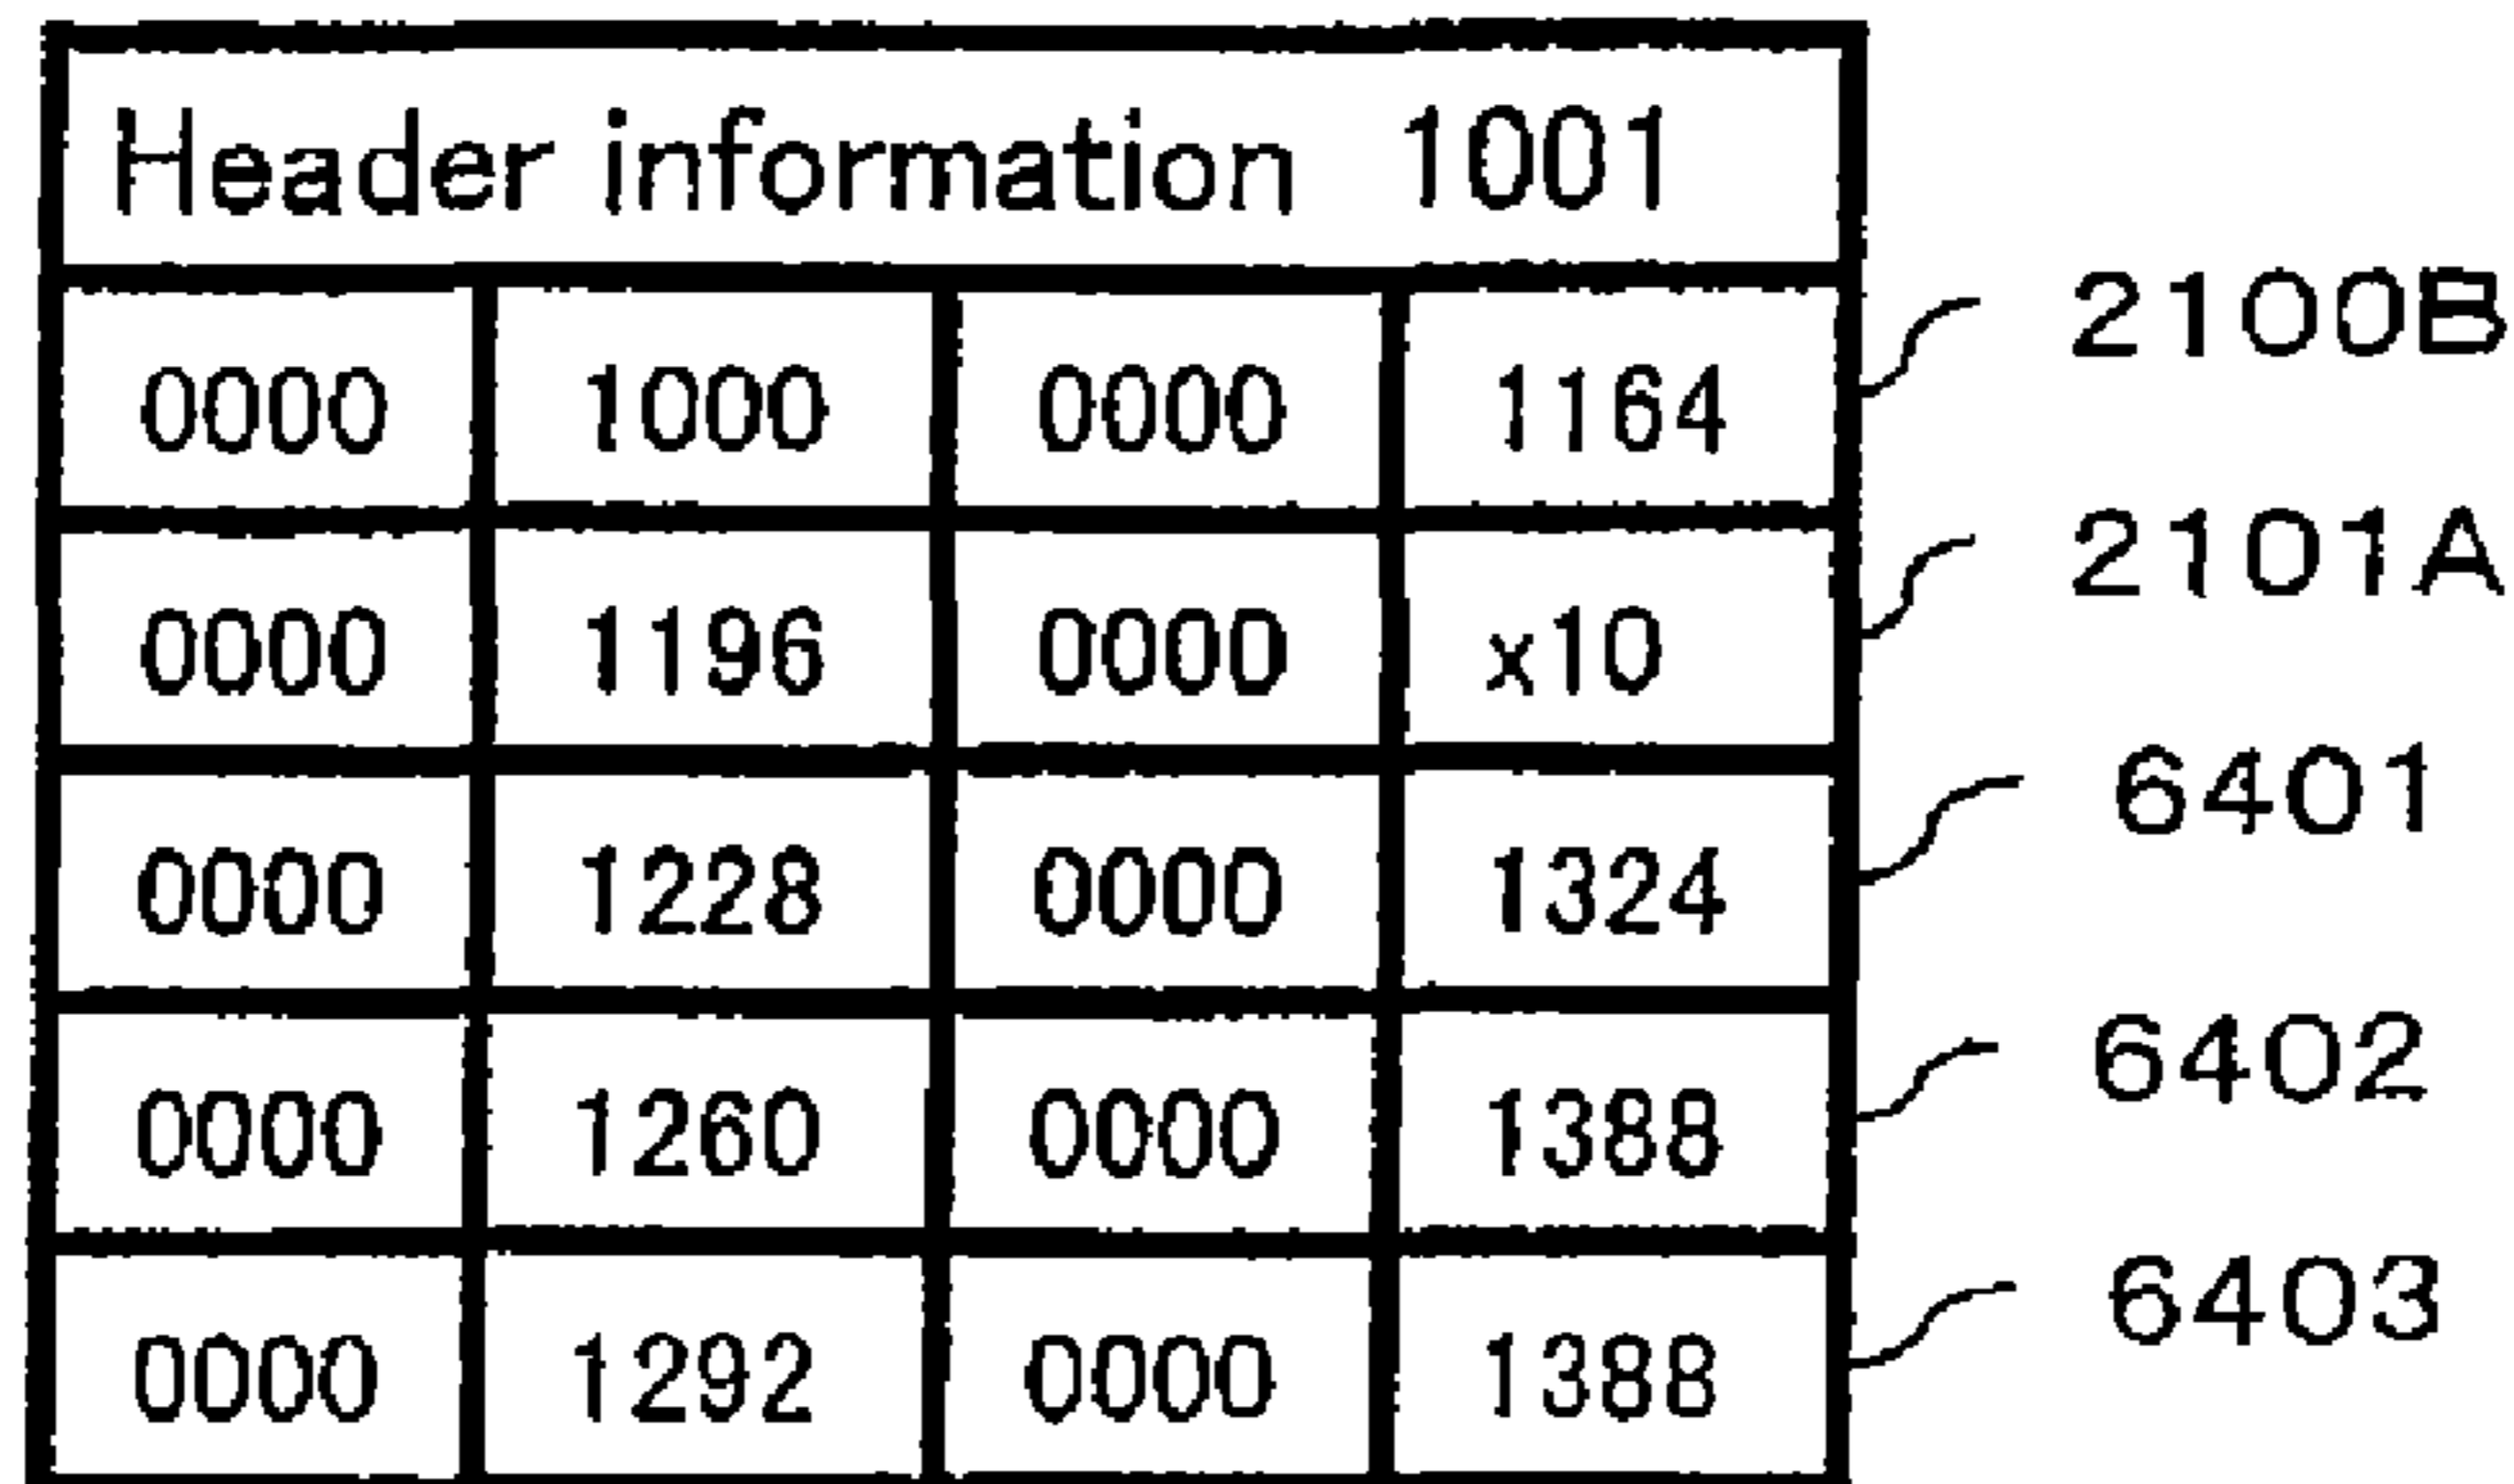 Header information 1001
0000 1000 0000 1164 2100B
0000 1196 0000 x10 2101A
0000 1228 0000 1324 6401
0000 1260 0000 1388 6402
0000 1292 0000 1388 6403